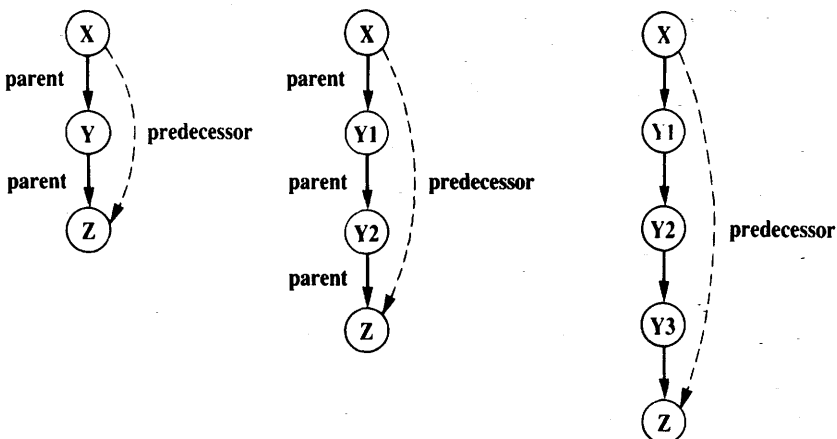 X
parent
Y
predecessor
parent
Z
X
parent
Y1
parent
predecessor
Y2
parent
Z
X
Y1
Y2
predecessor
Y3
Z